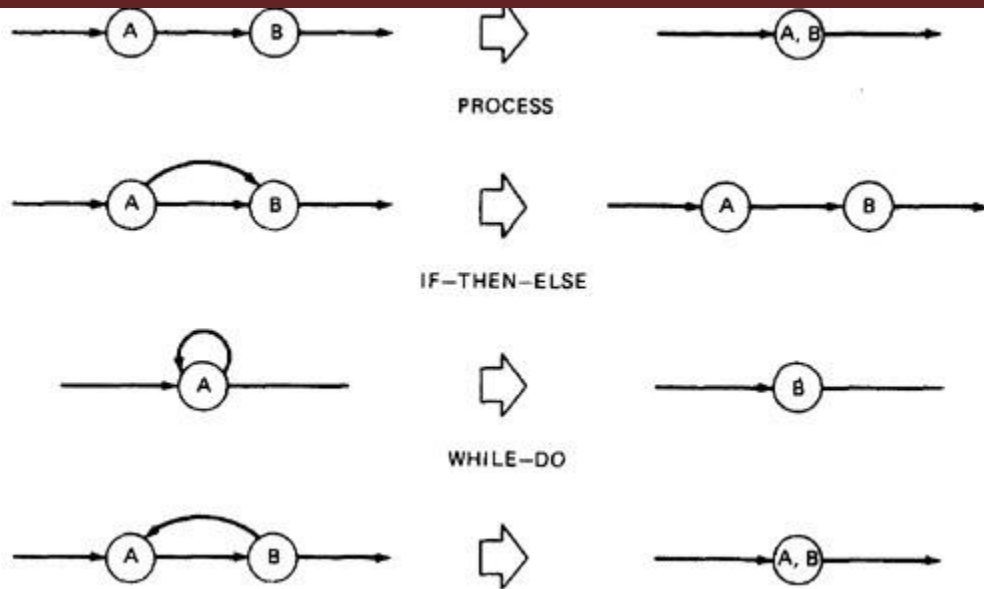 A B A, B
PROCESS
A B A B
IF–THEN–ELSE
A B
WHILE–DO
A B A, B